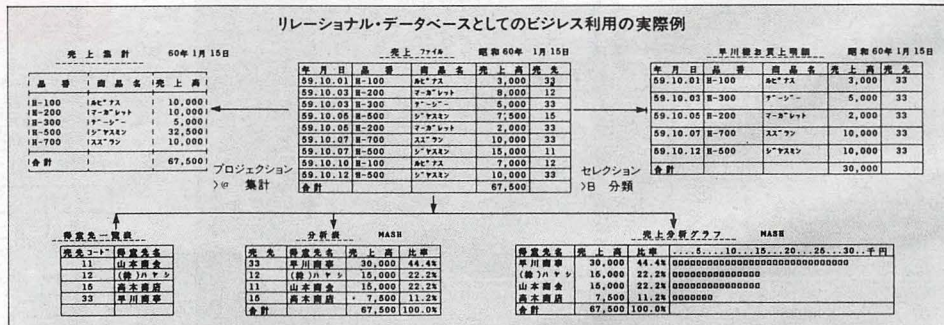 リレーショナル・データベースとしてのビジレス利用の実際例
売上集計 60年1月15日
品番 商品名 売上高
H-100 ルピナス 10,000
H-200 マーガレット 10,000
H-300 デージー 5,000
H-500 ジャスミン 32,500
H-700 スズラン 10,000
合計 67,500
売上ファイル 昭和60年 1月15日
年月日 品番 商品名 売上高 売先
59.10.01 H-100 ルピナス 3,000 33
59.10.03 H-200 マーガレット 8,000 12
59.10.03 H-300 デージー 5,000 33
59.10.05 H-500 ジャスミン 7,500 15
59.10.05 H-200 マーガレット 2,000 33
59.10.07 H-700 スズラン 10,000 33
59.10.07 H-500 ジャスミン 15,000 11
59.10.10 H-100 ルピナス 7,000 12
59.10.12 H-500 ジャスミン 10,000 33
合計 67,500
早川様お買上明細 昭和60年 1月15日
年月日 品番 商品名 売上高 売先
59.10.01 H-100 ルピナス 3,000 33
59.10.03 H-300 デージー 5,000 33
59.10.05 H-200 マーガレット 2,000 33
59.10.07 H-700 スズラン 10,000 33
59.10.12 H-500 ジャスミン 10,000 33
合計 30,000
プロジェクション
>@ 集計
セレクション
>B 分類
得意先一覧表
売先コード 得意先名
11 山本商会
12 (株)ハヤシ
15 高木商店
33 早川商事
分析表 MASH
売先 得意先名 売上高 比率
33 早川商事 30,000 44.4%
12 (株)ハヤシ 15,000 22.2%
11 山本商会 15,000 22.2%
15 高木商店 7,500 11.2%
合計 67,500 100.0%
売上分析グラフ MASH
得意先名 売上高 比率 ....5....10...15...20...25...30..千円
早川商事 30,000 44.4%
(株)ハヤシ 15,000 22.2%
山本商会 15,000 22.2%
高木商店 7,500 11.2%
合計 67,500 100.0%